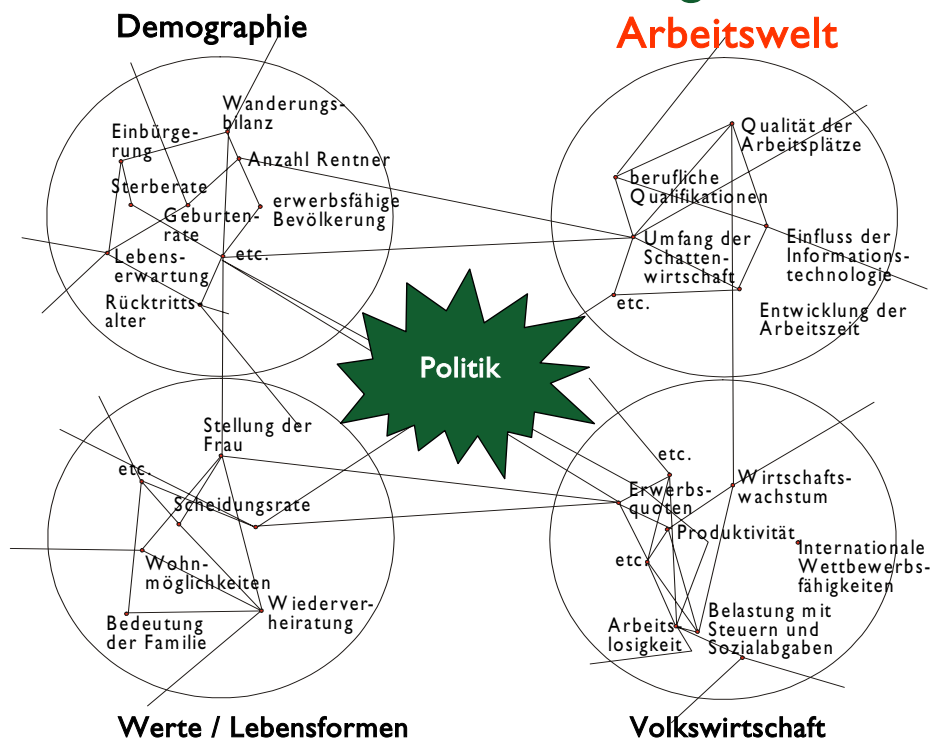 Demographie
Wanderungs-
bilanz
Einbürge-
rung
Anzahl Rentner
Sterberate
erwerbsfähige
Bevölkerung
Geburten-
rate
etc.
Lebens-
erwartung
Rücktritts-
alter
Arbeitswelt
Qualität der
Arbeitsplätze
berufliche
Qualifikationen
Umfang der
Schatten-
wirtschaft
Einfluss der
Informations-
technologie
etc.
Entwicklung der
Arbeitszeit
Politik
Stellung der
Frau
etc.
Scheidungsrate
Wohn-
möglichkeiten
Wiederver-
heiratung
Bedeutung
der Familie
Werte / Lebensformen
etc.
Erwerbs-
quoten
Wirtschafts-
wachstum
Produktivität
Internationale
Wettbewerbs-
fähigkeiten
etc.
Arbeits
losigkeit
Belastung mit
Steuern und
Sozialabgaben
Volkswirtschaft